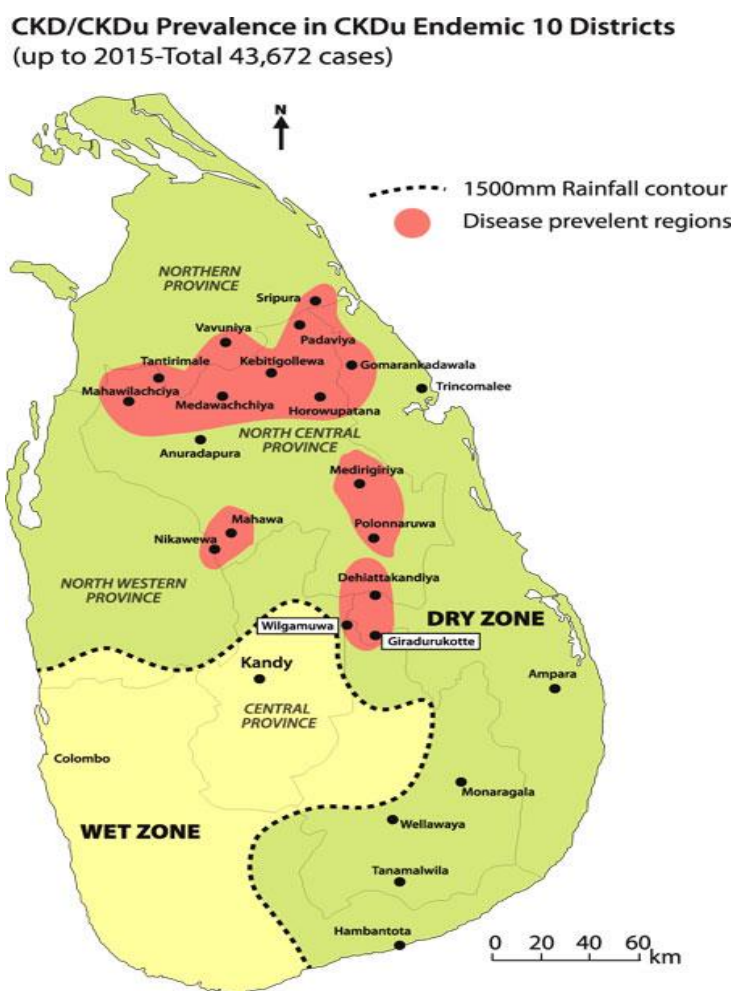 CKD/CKDu Prevalence in CKDu Endemic 10 Districts
(up to 2015-Total 43,672 cases)
N
1500mm Rainfall contour
Disease prevelent regions
NORTHERN
PROVINCE
Sripura
Vavuniya
Padaviya
Tantirimale
Kebitigollewa
Gomarankadawala
Mahawilachciya
Medawachchiya
Horowupatana
Trincomalee
NORTH CENTRAL
PROVINCE
Anuradapura
Medirigiriya
Mahawa
Polonnaruwa
Nikawewa
Dehiattakandiya
NORTH WESTERN
PROVINCE
Wilgamuwa
DRY ZONE
Giradurukotte
Kandy
Ampara
CENTRAL
PROVINCE
Colombo
Monaragala
WET ZONE
Wellawaya
Tanamalwila
Hambantota
0 20 40 60
km